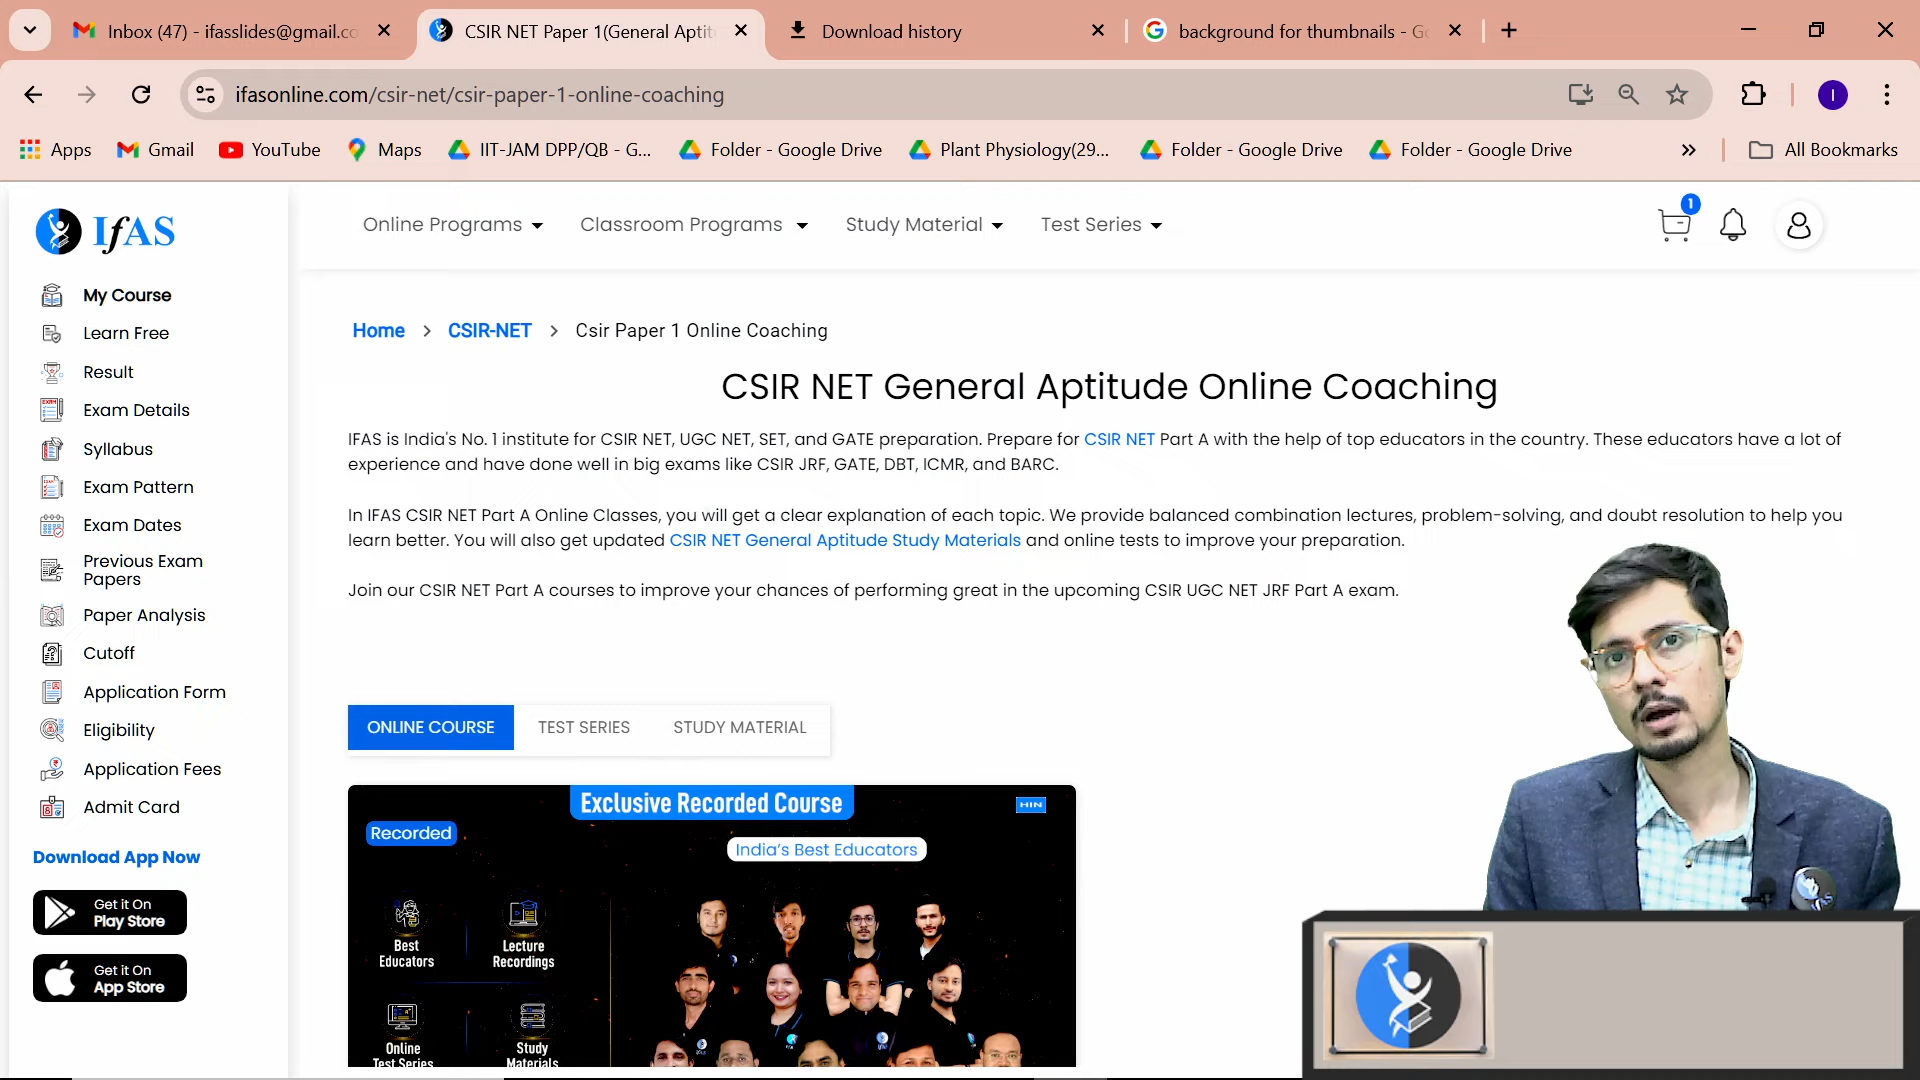 Inbox (47) - ifasslides@gmail.co
CSIR NET Paper 1(General Aptit
Download history
background for thumbnails - Go
ifasonline.com/csir-net/csir-paper-1-online-coaching
I
Apps
Gmail
YouTube
Maps
IIT-JAM DPP/QB - G...
Folder - Google Drive
Plant Physiology(29...
Folder - Google Drive
Folder - Google Drive
All Bookmarks
IfAS
Online Programs
Classroom Programs
Study Material
Test Series
1
My Course
Learn Free
Result
Exam Details
Syllabus
Exam Pattern
Exam Dates
Previous Exam
Papers
Paper Analysis
Cutoff
Application Form
Eligibility
Application Fees
Admit Card
Download App Now
Get it On
Play Store
Get it On
App Store
Home > CSIR-NET > Csir Paper 1 Online Coaching
CSIR NET General Aptitude Online Coaching
IFAS is India's No. 1 institute for CSIR NET, UGC NET, SET, and GATE preparation. Prepare for CSIR NET Part A with the help of top educators in the country. These educators have a lot of
experience and have done well in big exams like CSIR JRF, GATE, DBT, ICMR, and BARC.
In IFAS CSIR NET Part A Online Classes, you will get a clear explanation of each topic. We provide balanced combination lectures, problem-solving, and doubt resolution to help you
learn better. You will also get updated CSIR NET General Aptitude Study Materials and online tests to improve your preparation.
Join our CSIR NET Part A courses to improve your chances of performing great in the upcoming CSIR UGC NET JRF Part A exam.
ONLINE COURSE
TEST SERIES
STUDY MATERIAL
Exclusive Recorded Course
HIN
Recorded
India's Best Educators
Best
Educators
Lecture
Recordings
Online
Test Series
Study
Materials